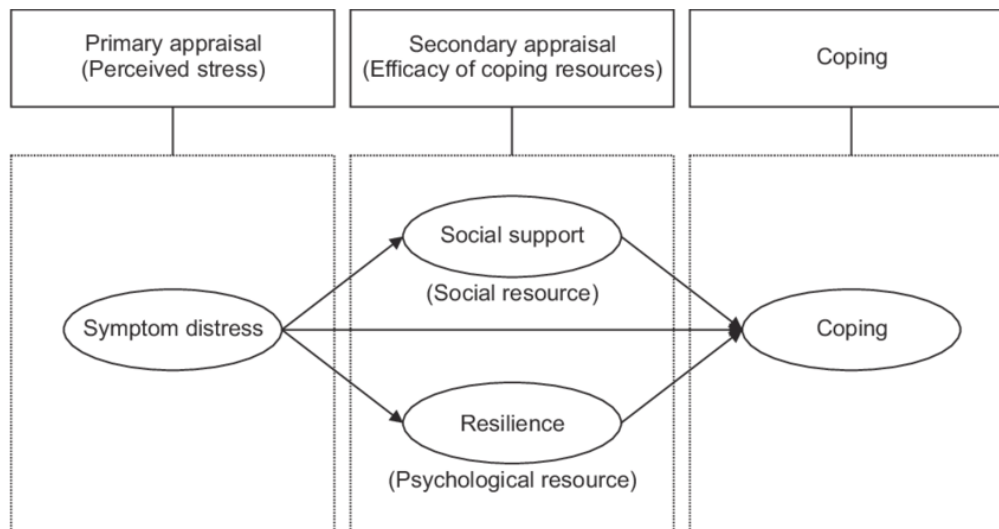 Primary appraisal
(Perceived stress)
Secondary appraisal
(Efficacy of coping resources)
Coping
Social support
(Social resource)
Symptom distress
Coping
Resilience
(Psychological resource)